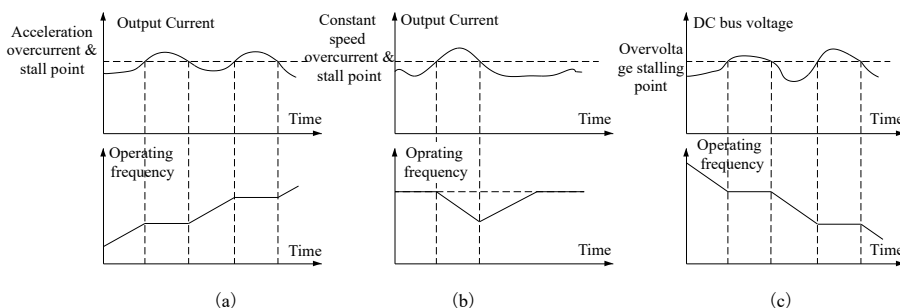 Acceleration
overcurrent &
stall point
Output Current
Time
Operating
frequency
Time
(a)
Constant
speed
overcurrent &
stall point
Output Current
Time
Oprating
frequency
Time
(b)
Overvolta
ge stalling
point
DC bus voltage
Time
Operating
frequency
Time
(c)